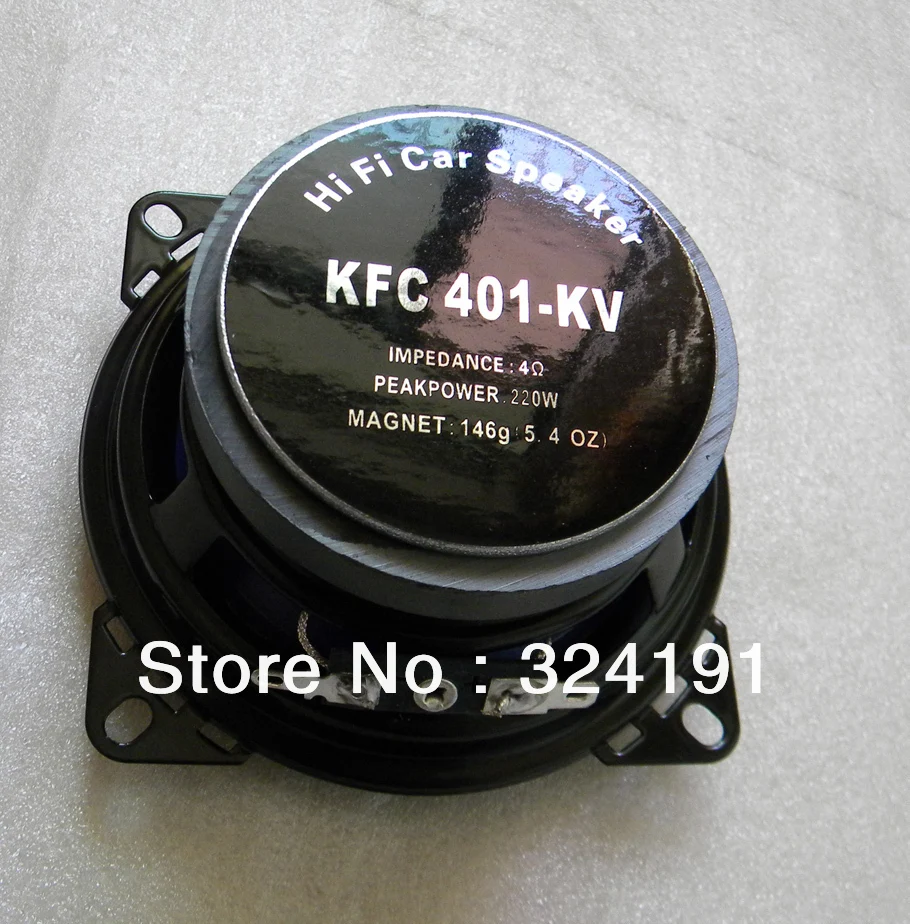 Hi Fi Car Speaker
KFC 401-KV
IMPEDANCE:4Ω
PEAKPOWER.220W
MAGNET:146g(5.4 OZ)
Store No : 324191